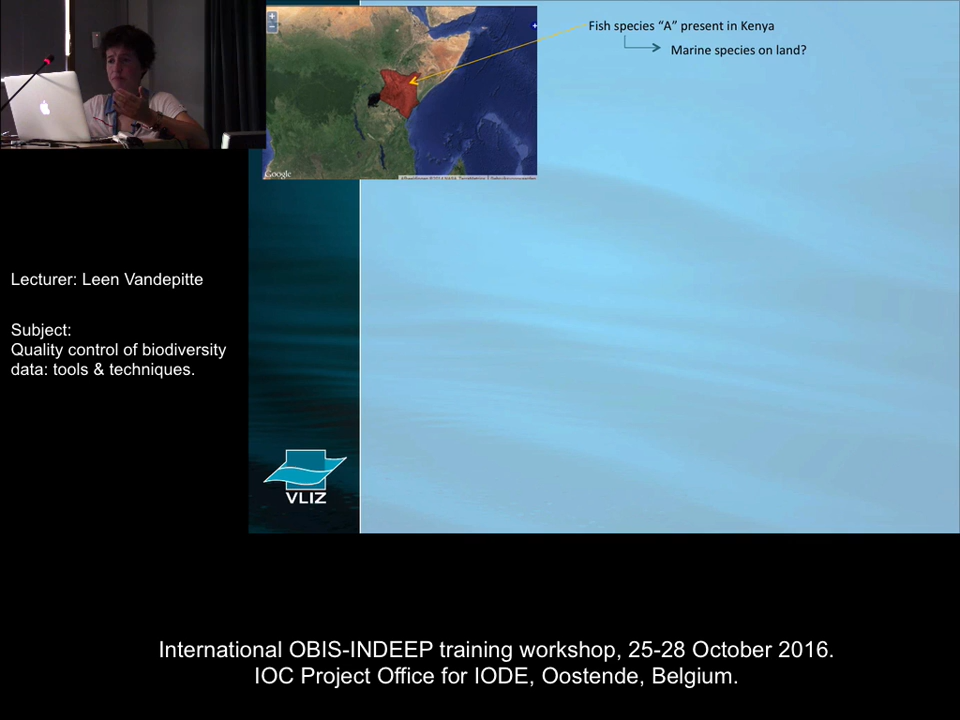 Fish species “A” present in Kenya
Marine species on land?
Google
Lecturer: Leen Vandepitte
Subject:
Quality control of biodiversity
data: tools & techniques.
VLIZ
International OBIS-INDEEP training workshop, 25-28 October 2016.
IOC Project Office for IODE, Oostende, Belgium.